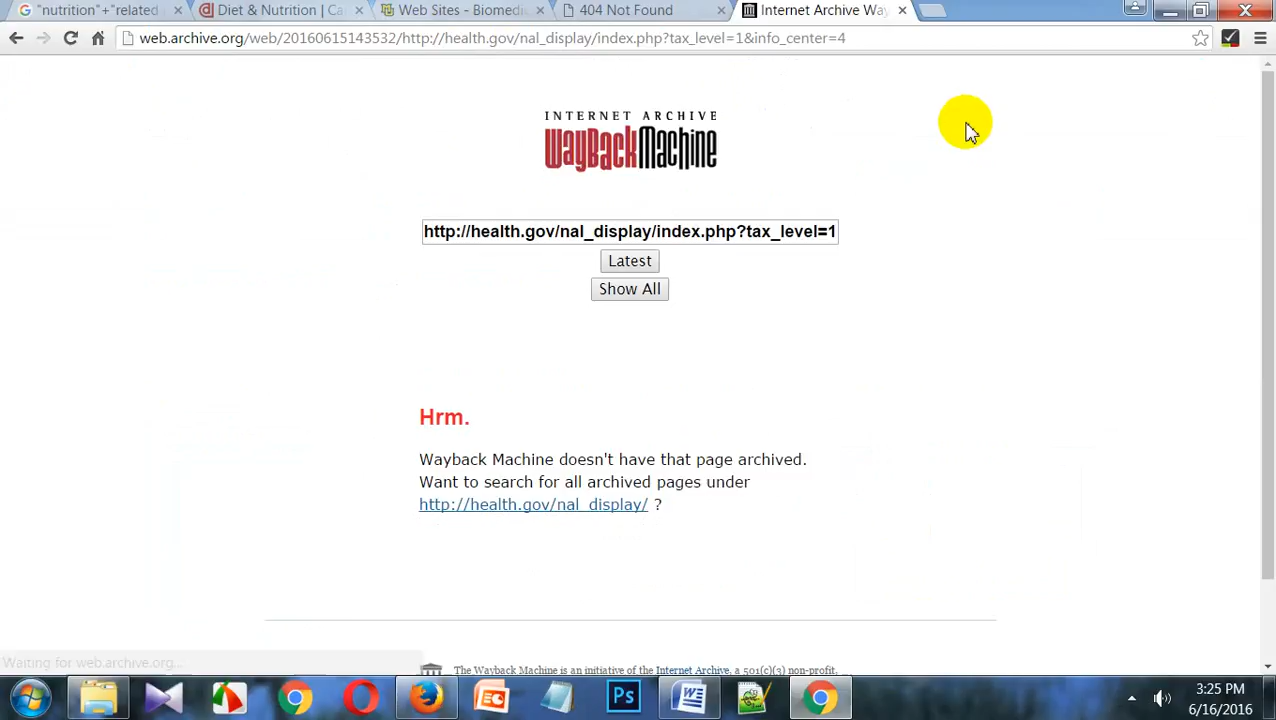 "nutrition"+"related
Diet & Nutrition | Ca
Web Sites - Biomedi
404 Not Found
Internet Archive Way
web.archive.org/web/20160615143532/http://health.gov/nal_display/index.php?tax_level=1&info_center=4
INTERNET ARCHIVE
WayBackMachine
http://health.gov/nal_display/index.php?tax_level=1
Latest
Show All
Hrm.
Wayback Machine doesn't have that page archived.
Want to search for all archived pages under
http://health.gov/nal_display/ ?
Waiting for web.archive.org...
The Wayback Machine is an initiative of the Internet Archive, a 501(c)(3) non-profit,
Ps
3:25 PM
6/16/2016